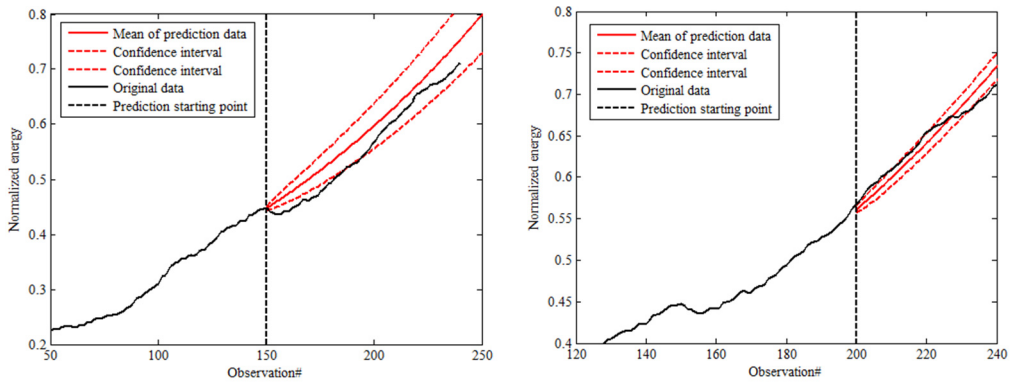 0.8
0.7
0.6
0.5
0.4
0.3
0.2
Normalized energy
Mean of prediction data
Confidence interval
Confidence interval
Original data
Prediction starting point
50 100 150 200 250
Observation#
0.8
0.75
0.7
0.65
0.6
0.55
0.5
0.45
0.4
Normalized energy
Mean of prediction data
Confidence interval
Confidence interval
Original data
Prediction starting point
120 140 160 180 200 220 240
Observation#